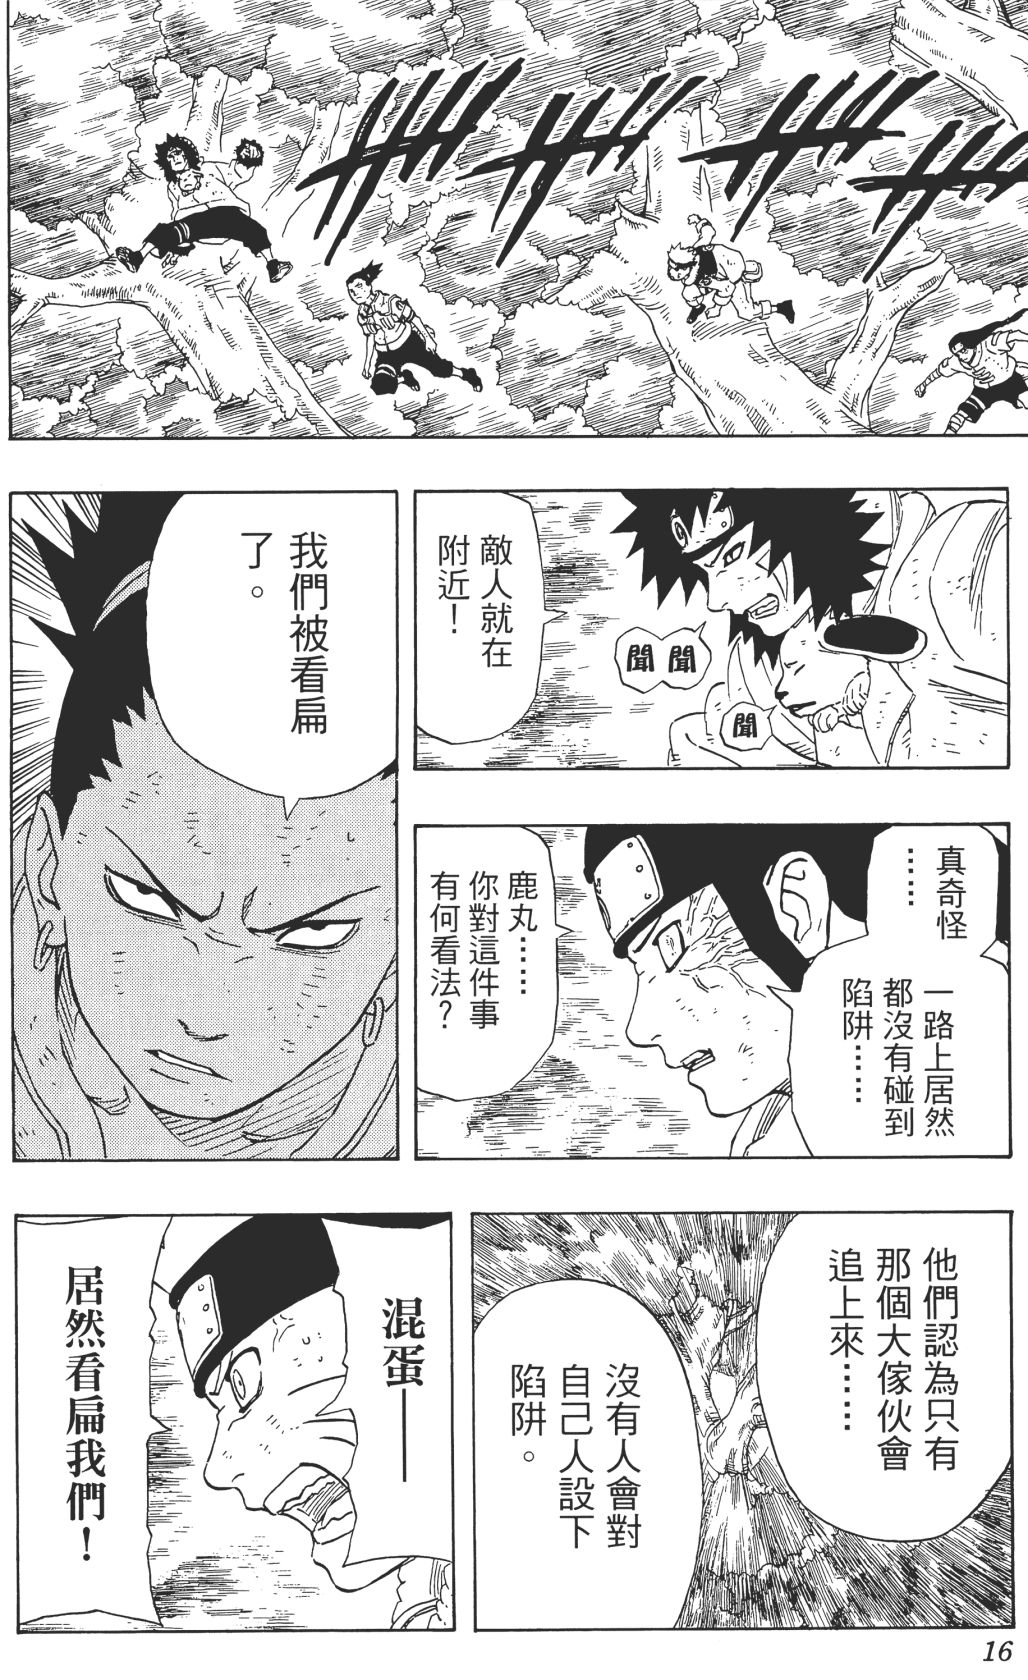 敵人就在
附近！
聞聞
聞
我們被看扁
了。
真奇怪
……
一路上居然
都沒有碰到
陷阱……
鹿丸……
你對這件事
有何看法？
他們認為只有
那個大傢伙會
追上來……
沒有人會對
自己人設下
陷阱。
混蛋——
居然看扁我們！
16